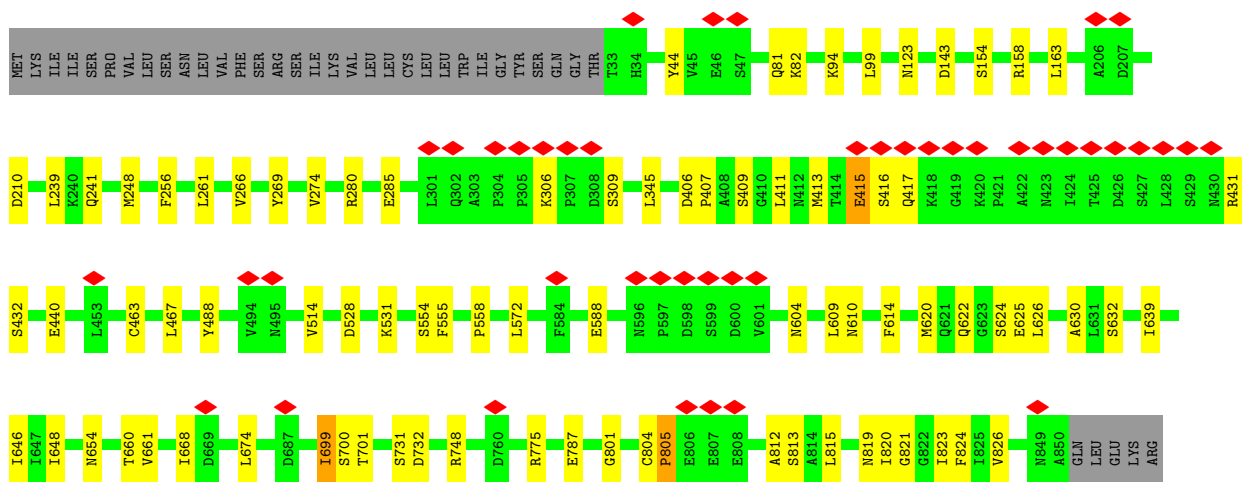 MET LYS ILE ILE SER PRO VAL LEU SER ASN LEU VAL PHE SER ARG SER ILE LYS VAL LEU LEU CYS LEU LEU TRP ILE GLY TYR SER GLN GLY THR T33 H34 Y44 V45 E46 S47 Q81 K82 K94 L99 N123 D143 S154 R158 L163 A206 D207
D210 L239 K240 Q241 M248 F256 L261 V266 Y269 V274 R280 E285 L301 Q302 A303 P304 P305 K306 P307 D308 S309 L345 D406 P407 A408 S409 G410 L411 N412 M413 T414 E415 S416 Q417 K418 G419 K420 P421 A422 N423 I424 T425 D426 S427 L428 S429 N430 R431
S432 E440 L453 C463 L467 Y488 V494 N495 V514 D528 K531 S554 F555 P558 L572 F584 E588 N596 P597 D598 S599 D600 V601 N604 L609 N610 F614 M620 Q621 Q622 G623 S624 E625 L626 A630 L631 S632 I639
I646 I647 I648 N654 T660 V661 I668 D669 L674 D687 I699 S700 T701 S731 D732 R748 D760 R775 E787 G801 C804 P805 E806 E807 E808 A812 S813 A814 L815 N819 I820 G821 G822 I823 F824 I825 V826 N849 A850 GLN LEU GLU LYS ARG